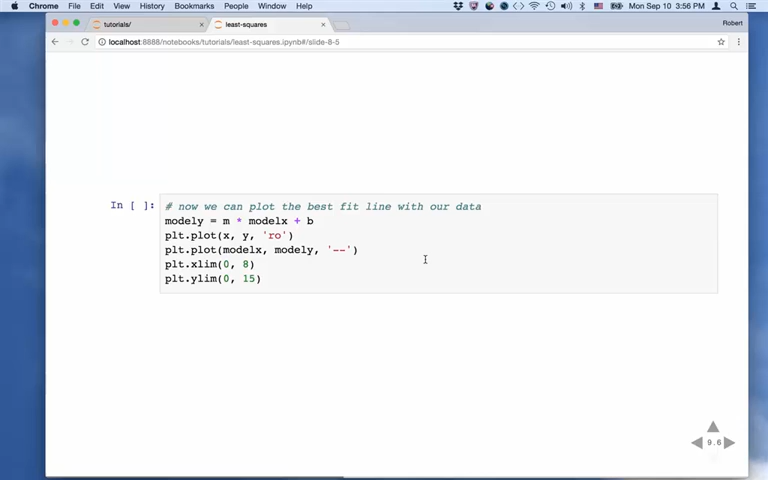 Chrome File Edit View History Bookmarks People Window Help Mon Sep 10 3:56 PM
tutorials/ least-squares Robert
localhost:8888/notebooks/tutorials/least-squares.ipynb#/slide-8-5
In [ ]: # now we can plot the best fit line with our data
modely = m * modelx + b
plt.plot(x, y, 'ro')
plt.plot(modelx, modely, '--')
plt.xlim(0, 8)
plt.ylim(0, 15)
9.6